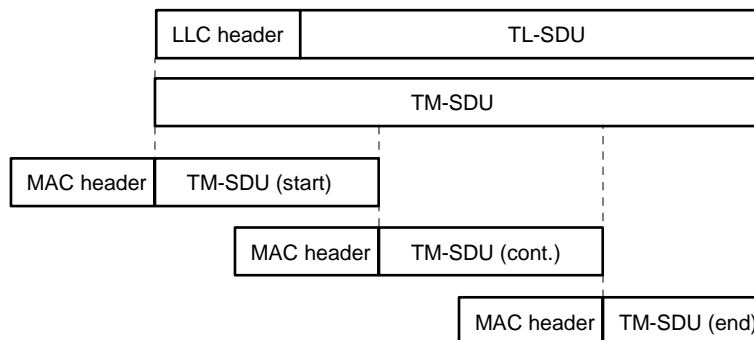 LLC header TL-SDU
TM-SDU
MAC header TM-SDU (start)
MAC header TM-SDU (cont.)
MAC header TM-SDU (end)